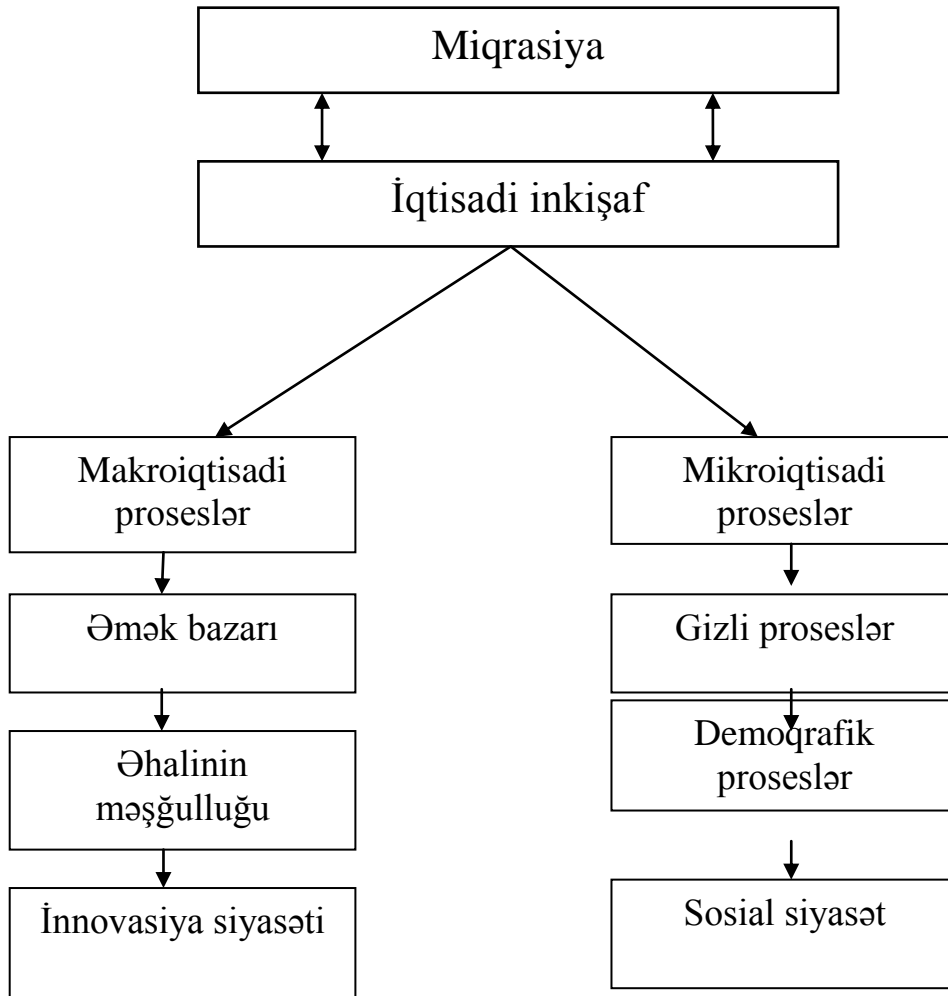 Miqrasiya
İqtisadi inkişaf
Makroiqtisadi
proseslər
Əmək bazarı
Əhalinin
məşğulluğu
İnnovasiya siyasəti
Mikroiqtisadi
proseslər
Gizli proseslər
Demoqrafik
proseslər
Sosial siyasət